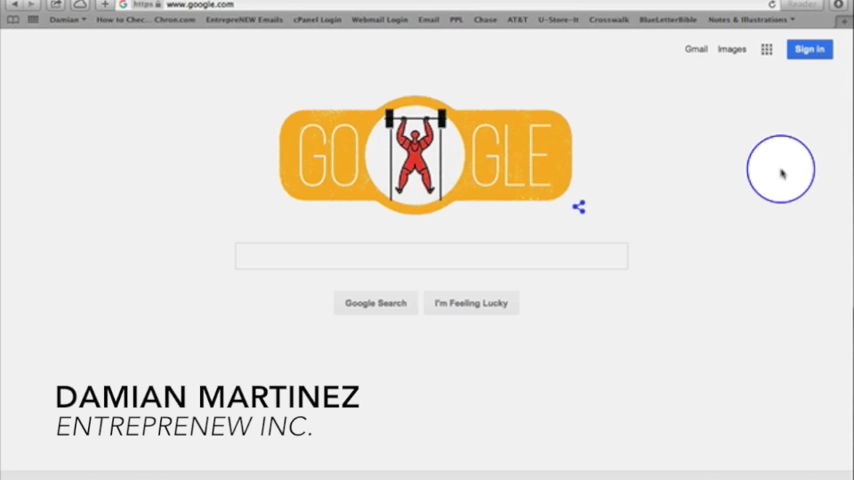 https www.google.com
Reader
Damian How to Chec... Chron.com EntrepreNEW Emails cPanel Login Webmail Login Email PPL Chase AT&T U-Store-It Crosswalk BlueLetterBible Notes & Illustrations
Gmail Images Sign in
GOOGLE
Google Search I'm Feeling Lucky
DAMIAN MARTINEZ
ENTREPRENEW INC.